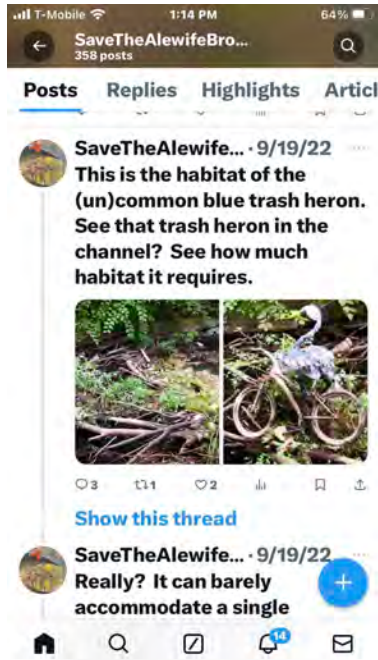 T-Mobile 1:14 PM 64%
SaveTheAlewifeBro...
358 posts
Posts Replies Highlights Articl
SaveTheAlewife... · 9/19/22 ...
This is the habitat of the
(un)common blue trash heron.
See that trash heron in the
channel? See how much
habitat it requires.
3 1 2
Show this thread
SaveTheAlewife... · 9/19/22 ...
Really? It can barely
accommodate a single
14